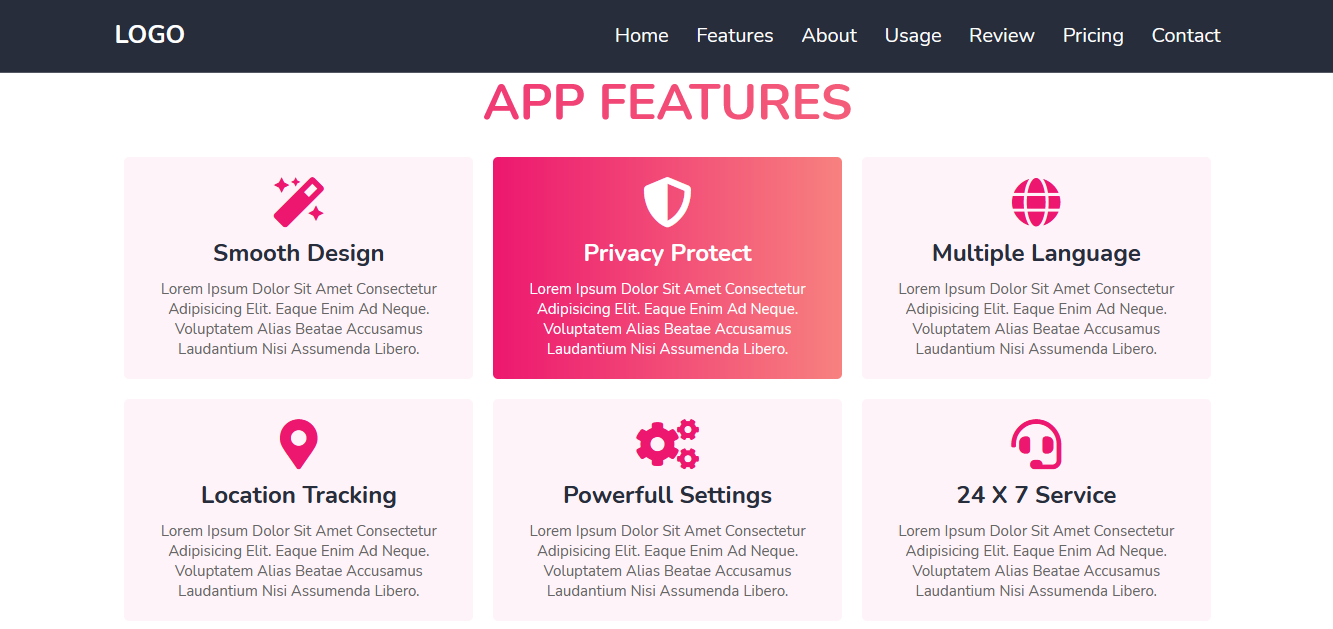 LOGO
Home Features About Usage Review Pricing Contact
APP FEATURES
Smooth Design
Lorem Ipsum Dolor Sit Amet Consectetur
Adipisicing Elit. Eaque Enim Ad Neque.
Voluptatem Alias Beatae Accusamus
Laudantium Nisi Assumenda Libero.
Privacy Protect
Lorem Ipsum Dolor Sit Amet Consectetur
Adipisicing Elit. Eaque Enim Ad Neque.
Voluptatem Alias Beatae Accusamus
Laudantium Nisi Assumenda Libero.
Multiple Language
Lorem Ipsum Dolor Sit Amet Consectetur
Adipisicing Elit. Eaque Enim Ad Neque.
Voluptatem Alias Beatae Accusamus
Laudantium Nisi Assumenda Libero.
Location Tracking
Lorem Ipsum Dolor Sit Amet Consectetur
Adipisicing Elit. Eaque Enim Ad Neque.
Voluptatem Alias Beatae Accusamus
Laudantium Nisi Assumenda Libero.
Powerfull Settings
Lorem Ipsum Dolor Sit Amet Consectetur
Adipisicing Elit. Eaque Enim Ad Neque.
Voluptatem Alias Beatae Accusamus
Laudantium Nisi Assumenda Libero.
24 X 7 Service
Lorem Ipsum Dolor Sit Amet Consectetur
Adipisicing Elit. Eaque Enim Ad Neque.
Voluptatem Alias Beatae Accusamus
Laudantium Nisi Assumenda Libero.